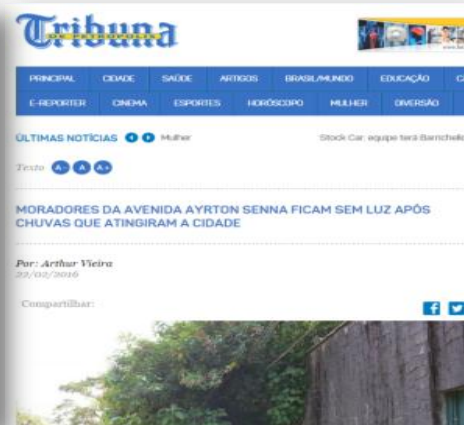 Tribuna
DE PETRÓPOLIS
PRINCIPAL CIDADE SAÚDE ARTIGOS BRASIL/MUNDO EDUCAÇÃO
E-REPORTER CINEMA ESPORTES HORÓSCOPO MULHER DIVERSÃO
ÚLTIMAS NOTÍCIAS Mulher Stock Car: equipe terá Barrichello
Texto A- A A+
MORADORES DA AVENIDA AYRTON SENNA FICAM SEM LUZ APÓS
CHUVAS QUE ATINGIRAM A CIDADE
Por: Arthur Vieira
22/02/2016
Compartilhar: